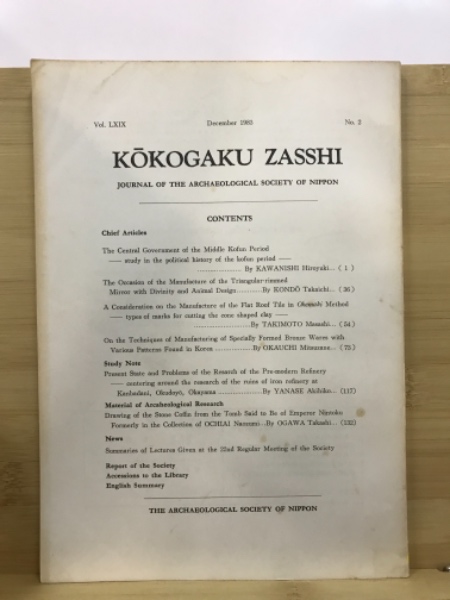 Vol. LXIX December 1983 No. 2
KŌKOGAKU ZASSHI
JOURNAL OF THE ARCHAEOLOGICAL SOCIETY OF NIPPON
CONTENTS
Chief Articles
The Central Government of the Middle Kofun Period
—— study in the political history of the kofun period ——
.................. By KAWANISHI Hiroyuki... ( 1 )
The Occasion of the Manufacture of the Triangular-rimmed
Mirror with Divinity and Animal Design..........By KONDŌ Takaichi... ( 36 )
A Consideration on the Manufacture of the Flat Roof Tile in Okemaki Method
—— types of marks for cutting the cone shaped clay ——
.....................By TAKIMOTO Masashi... ( 54 )
On the Techniques of Manufacturing of Specially Formed Bronze Wares with
Various Patterns Found in Korea ............By OKAUCHI Mitsuzane... ( 73 )
Study Note
Present State and Problems of the Resarch of the Pre-modern Refinery
—— centering around the research of the ruins of iron refinery at
Okayama ..................By YANASE Akihiko... (117)
Material of Archaeological Research
Drawing of the Stone Coffin from the Tomb Said to Be of Emperor Nintoku
Formerly in the Collection of OCHIAI Naozumi...By OGAWA Takashi... (132)
News
Summaries of Lectures Given at the 22nd Regular Meeting of the Society
Report of the Society
Accessions to the Library
English Summary
THE ARCHAEOLOGICAL SOCIETY OF NIPPON